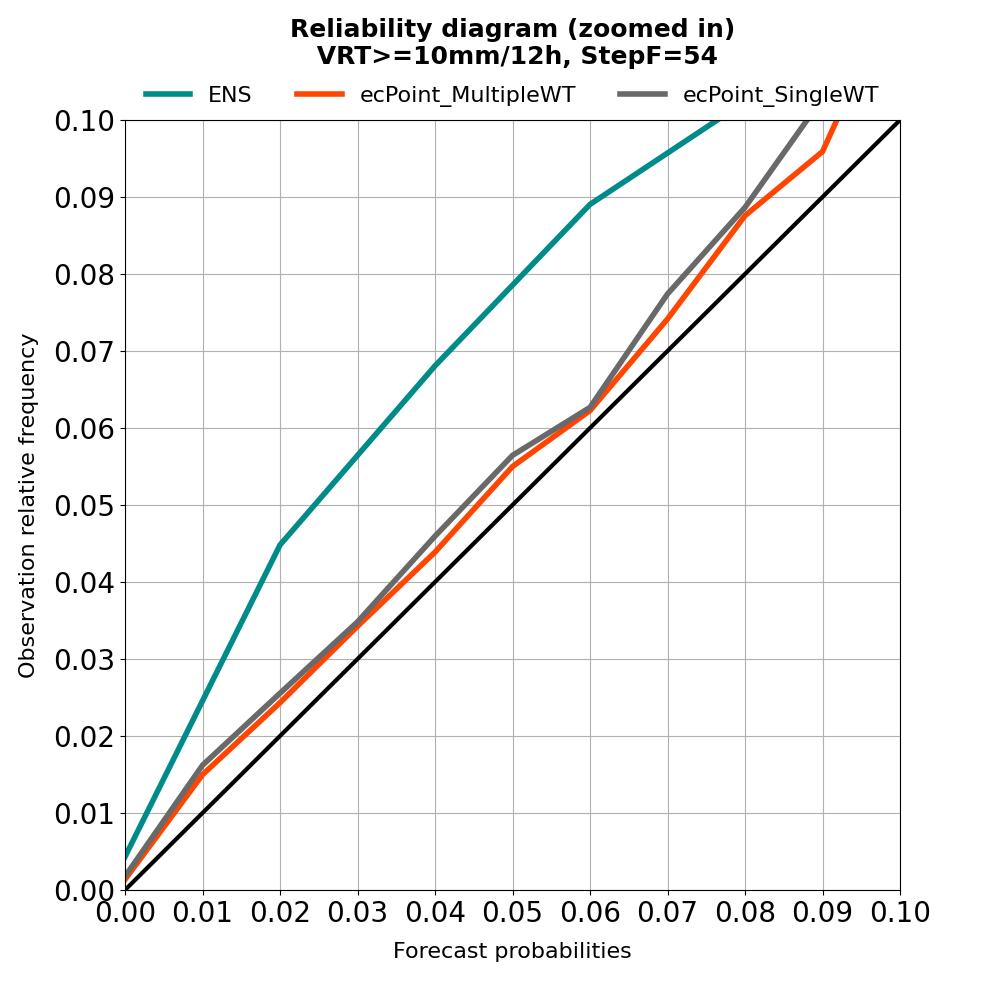 Reliability diagram (zoomed in)
VRT>=10mm/12h, StepF=54
ENS ecPoint_MultipleWT ecPoint_SingleWT
0.10
0.09
0.08
0.07
0.06
0.05
0.04
0.03
0.02
0.01
0.00
Observation relative frequency
0.00 0.01 0.02 0.03 0.04 0.05 0.06 0.07 0.08 0.09 0.10
Forecast probabilities